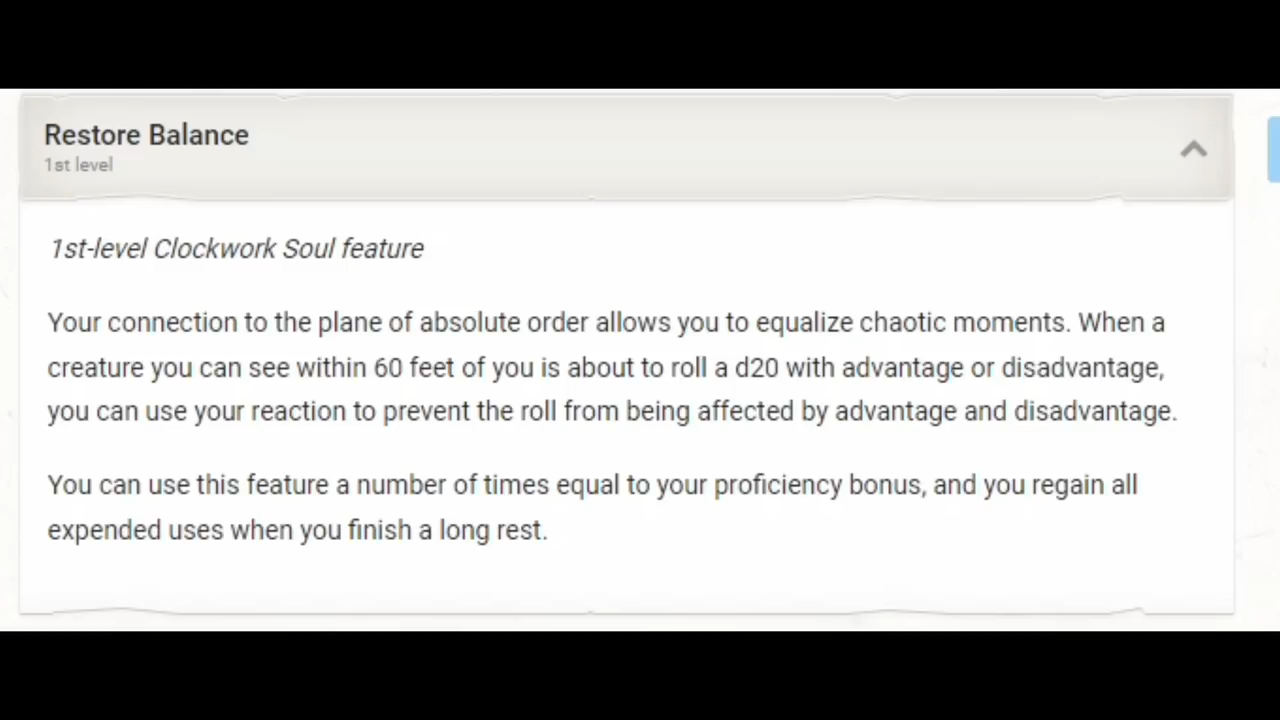 Restore Balance
1st level
1st-level Clockwork Soul feature
Your connection to the plane of absolute order allows you to equalize chaotic moments. When a
creature you can see within 60 feet of you is about to roll a d20 with advantage or disadvantage,
you can use your reaction to prevent the roll from being affected by advantage and disadvantage.
You can use this feature a number of times equal to your proficiency bonus, and you regain all
expended uses when you finish a long rest.